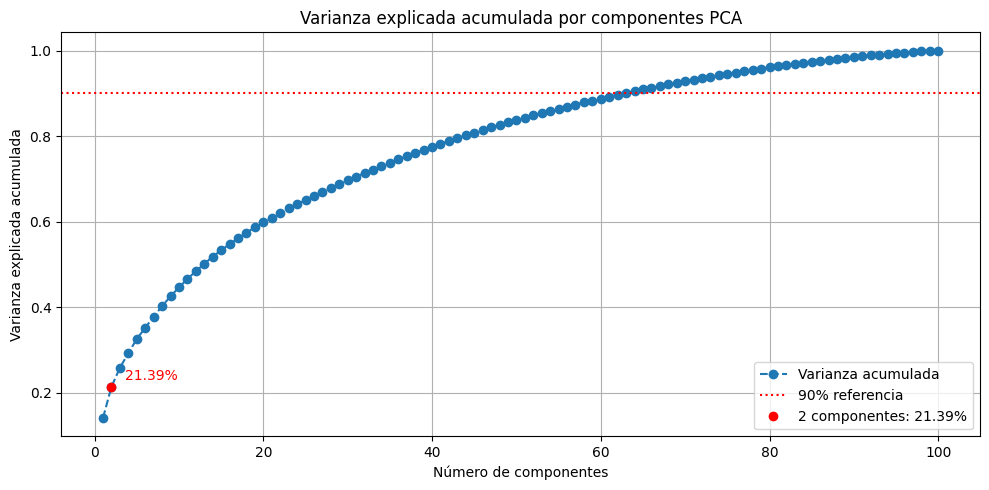 Varianza explicada acumulada por componentes PCA
Varianza explicada acumulada
1.0
0.8
0.6
0.4
0.2
21.39%
Varianza acumulada
90% referencia
2 componentes: 21.39%
0 20 40 60 80 100
Número de componentes